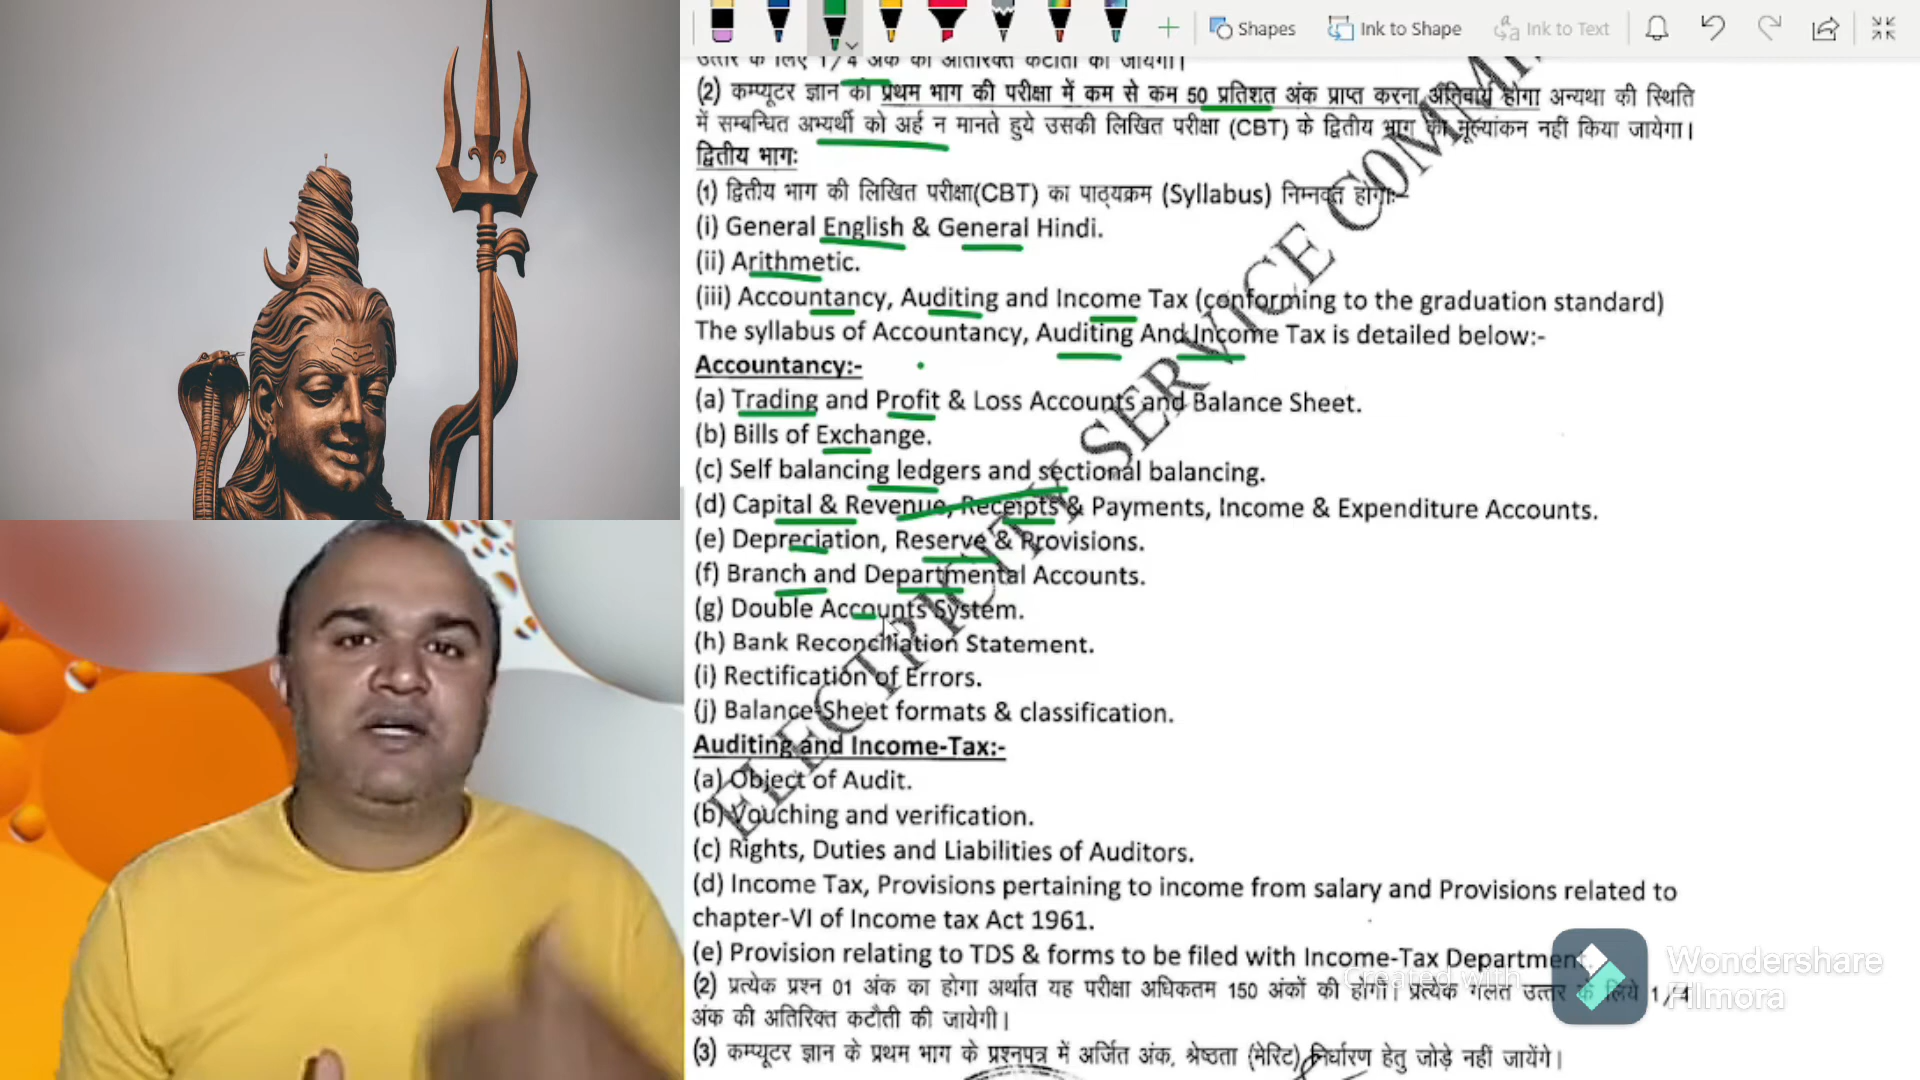 Shapes Ink to Shape Ink to Text
उत्तर के लिए 1/4 अंक की अतिरिक्त कटौती की जायेगी।
(2) कम्प्यूटर ज्ञान की प्रथम भाग की परीक्षा में कम से कम 50 प्रतिशत अंक प्राप्त करना अनिवार्य होगा अन्यथा की स्थिति
में सम्बन्धित अभ्यर्थी को अर्ह न मानते हुये उसकी लिखित परीक्षा (CBT) के द्वितीय भाग का मूल्यांकन नहीं किया जायेगा।
द्वितीय भागः
(1) द्वितीय भाग की लिखित परीक्षा(CBT) का पाठ्यक्रम (Syllabus) निम्नवत होगाः-
(i) General English & General Hindi.
(ii) Arithmetic.
(iii) Accountancy, Auditing and Income Tax (conforming to the graduation standard)
The syllabus of Accountancy, Auditing And Income Tax is detailed below:-
Accountancy:-
(a) Trading and Profit & Loss Accounts and Balance Sheet.
(b) Bills of Exchange.
(c) Self balancing ledgers and sectional balancing.
(d) Capital & Revenue, Receipts & Payments, Income & Expenditure Accounts.
(e) Depreciation, Reserve & Provisions.
(f) Branch and Departmental Accounts.
(g) Double Accounts System.
(h) Bank Reconciliation Statement.
(i) Rectification of Errors.
(j) Balance-Sheet formats & classification.
Auditing and Income-Tax:-
(a) Object of Audit.
(b) Vouching and verification.
(c) Rights, Duties and Liabilities of Auditors.
(d) Income Tax, Provisions pertaining to income from salary and Provisions related to
chapter-VI of Income tax Act 1961.
(e) Provision relating to TDS & forms to be filed with Income-Tax Department.
(2) प्रत्येक प्रश्न 01 अंक का होगा अर्थात यह परीक्षा अधिकतम 150 अंकों की होगी। प्रत्येक गलत उत्तर के लिये 1/4
अंक की अतिरिक्त कटौती की जायेगी।
(3) कम्प्यूटर ज्ञान के प्रथम भाग के प्रश्नपत्र में अर्जित अंक, श्रेष्ठता (मेरिट) निर्धारण हेतु जोड़े नहीं जायेंगे।
ELECTRICITY SERVICE
Created with
Wondershare
Filmora